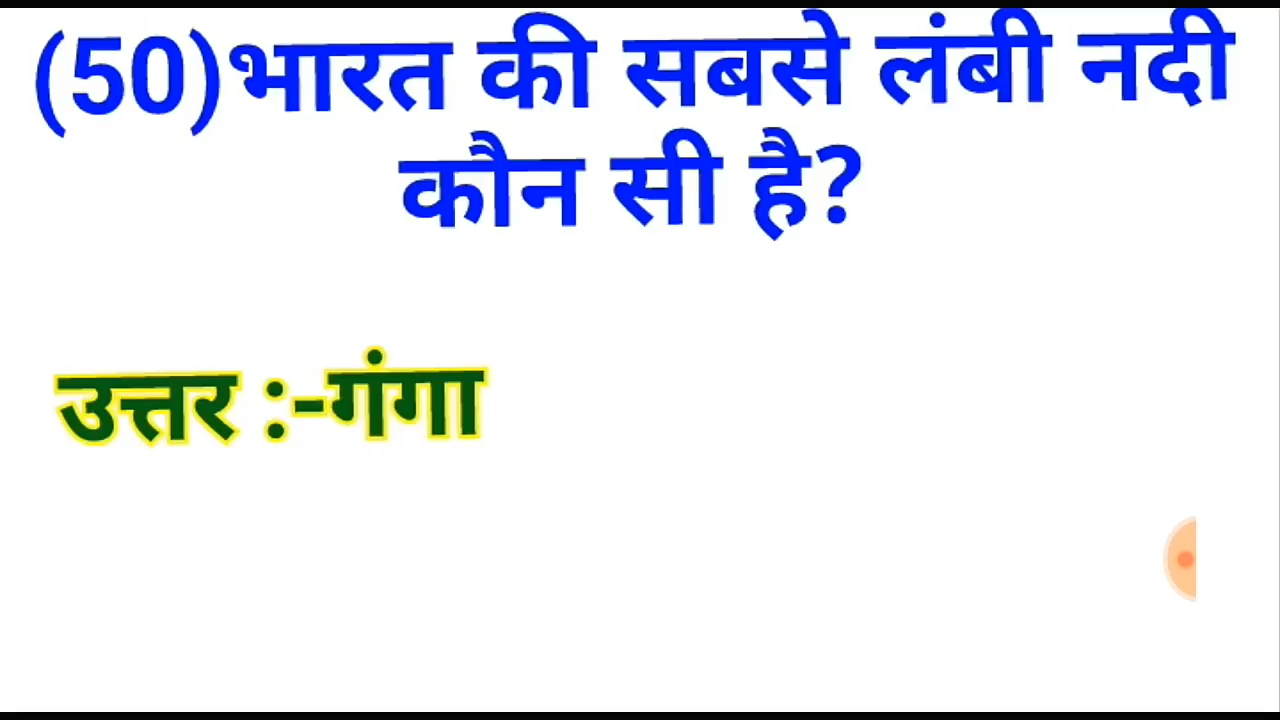 (50)भारत की सबसे लंबी नदी
कौन सी है?
उत्तर :-गंगा